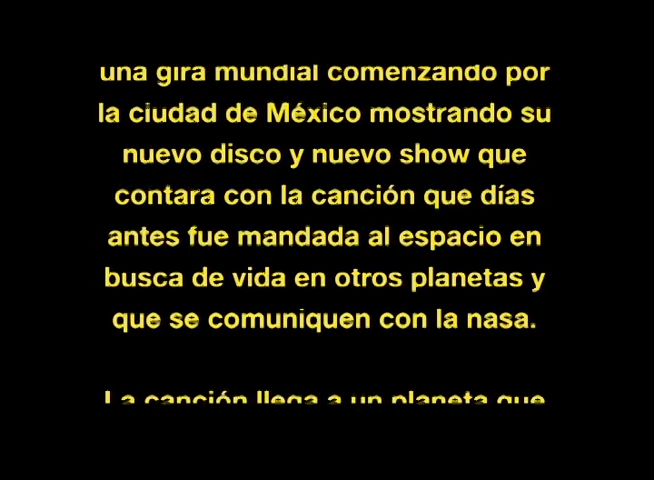 una gira mundial comenzando por
la ciudad de México mostrando su
nuevo disco y nuevo show que
contara con la canción que días
antes fue mandada al espacio en
busca de vida en otros planetas y
que se comuniquen con la nasa.
La canción llega a un planeta que